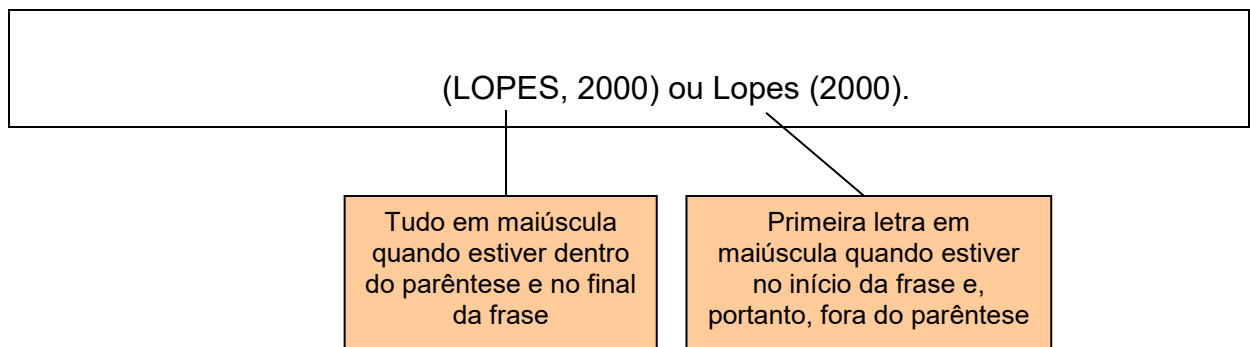 (LOPES, 2000) ou Lopes (2000).
Tudo em maiúscula
quando estiver dentro
do parêntese e no final
da frase
Primeira letra em
maiúscula quando estiver
no início da frase e,
portanto, fora do parêntese